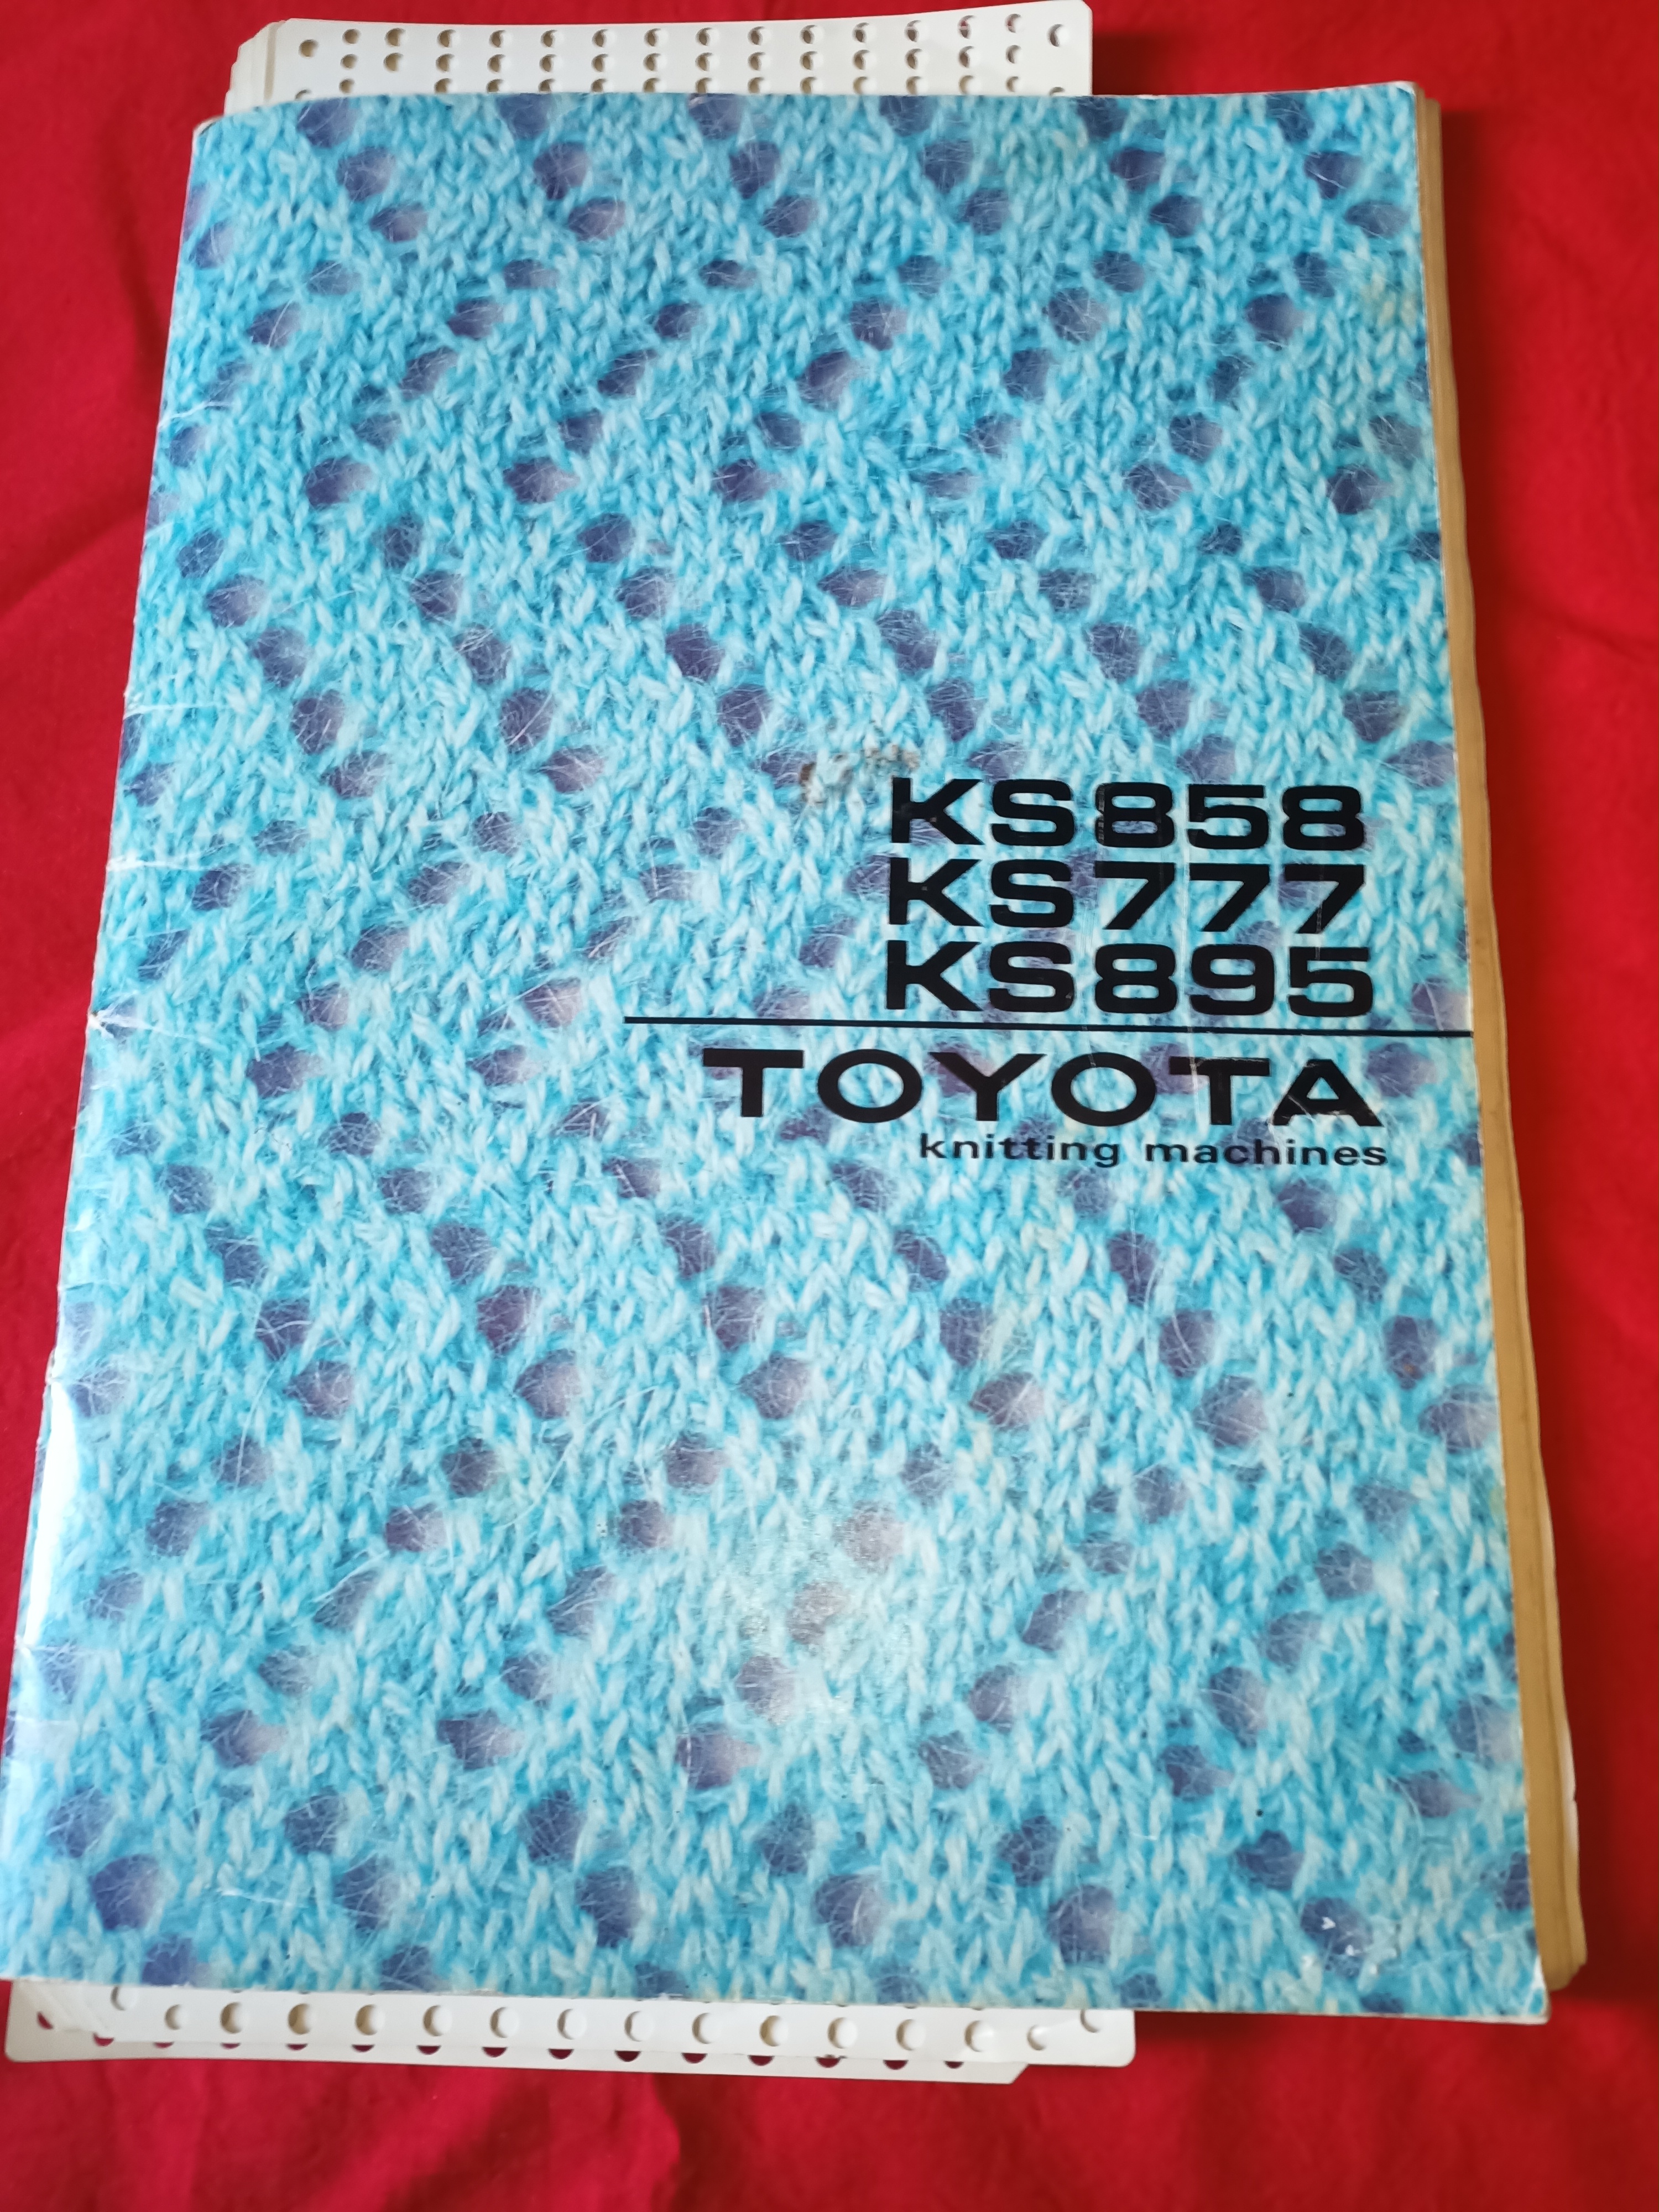 KS858
KS777
KS895
TOYOTA
knitting machines